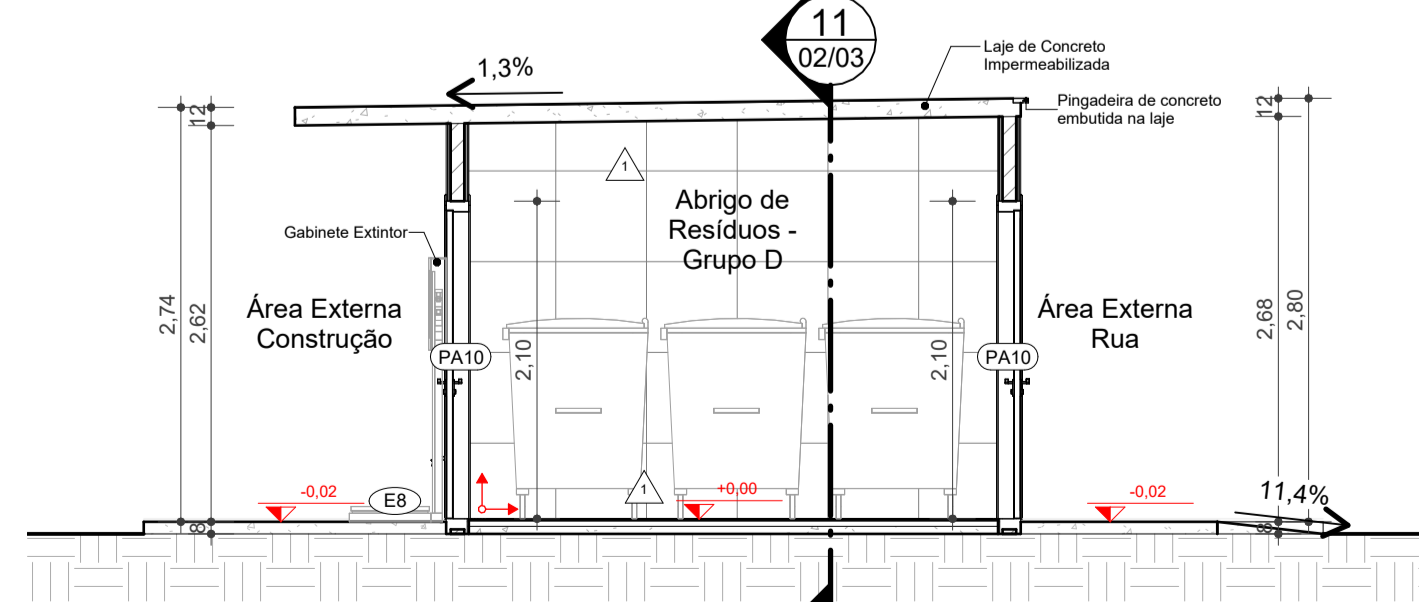 11
02/03
Laje de Concreto
Impermeabilizada
1,3%
12
12
Pingadeira de concreto
embutida na laje
1
Abrigo de
Resíduos -
Grupo D
Gabinete Extintor
2,74
2,62
Área Externa
Construção
Área Externa
Rua
2,68
2,80
PA10
2,10
2,10
PA10
-0,02
E8
1
+0,00
-0,02
11,4%
8
8